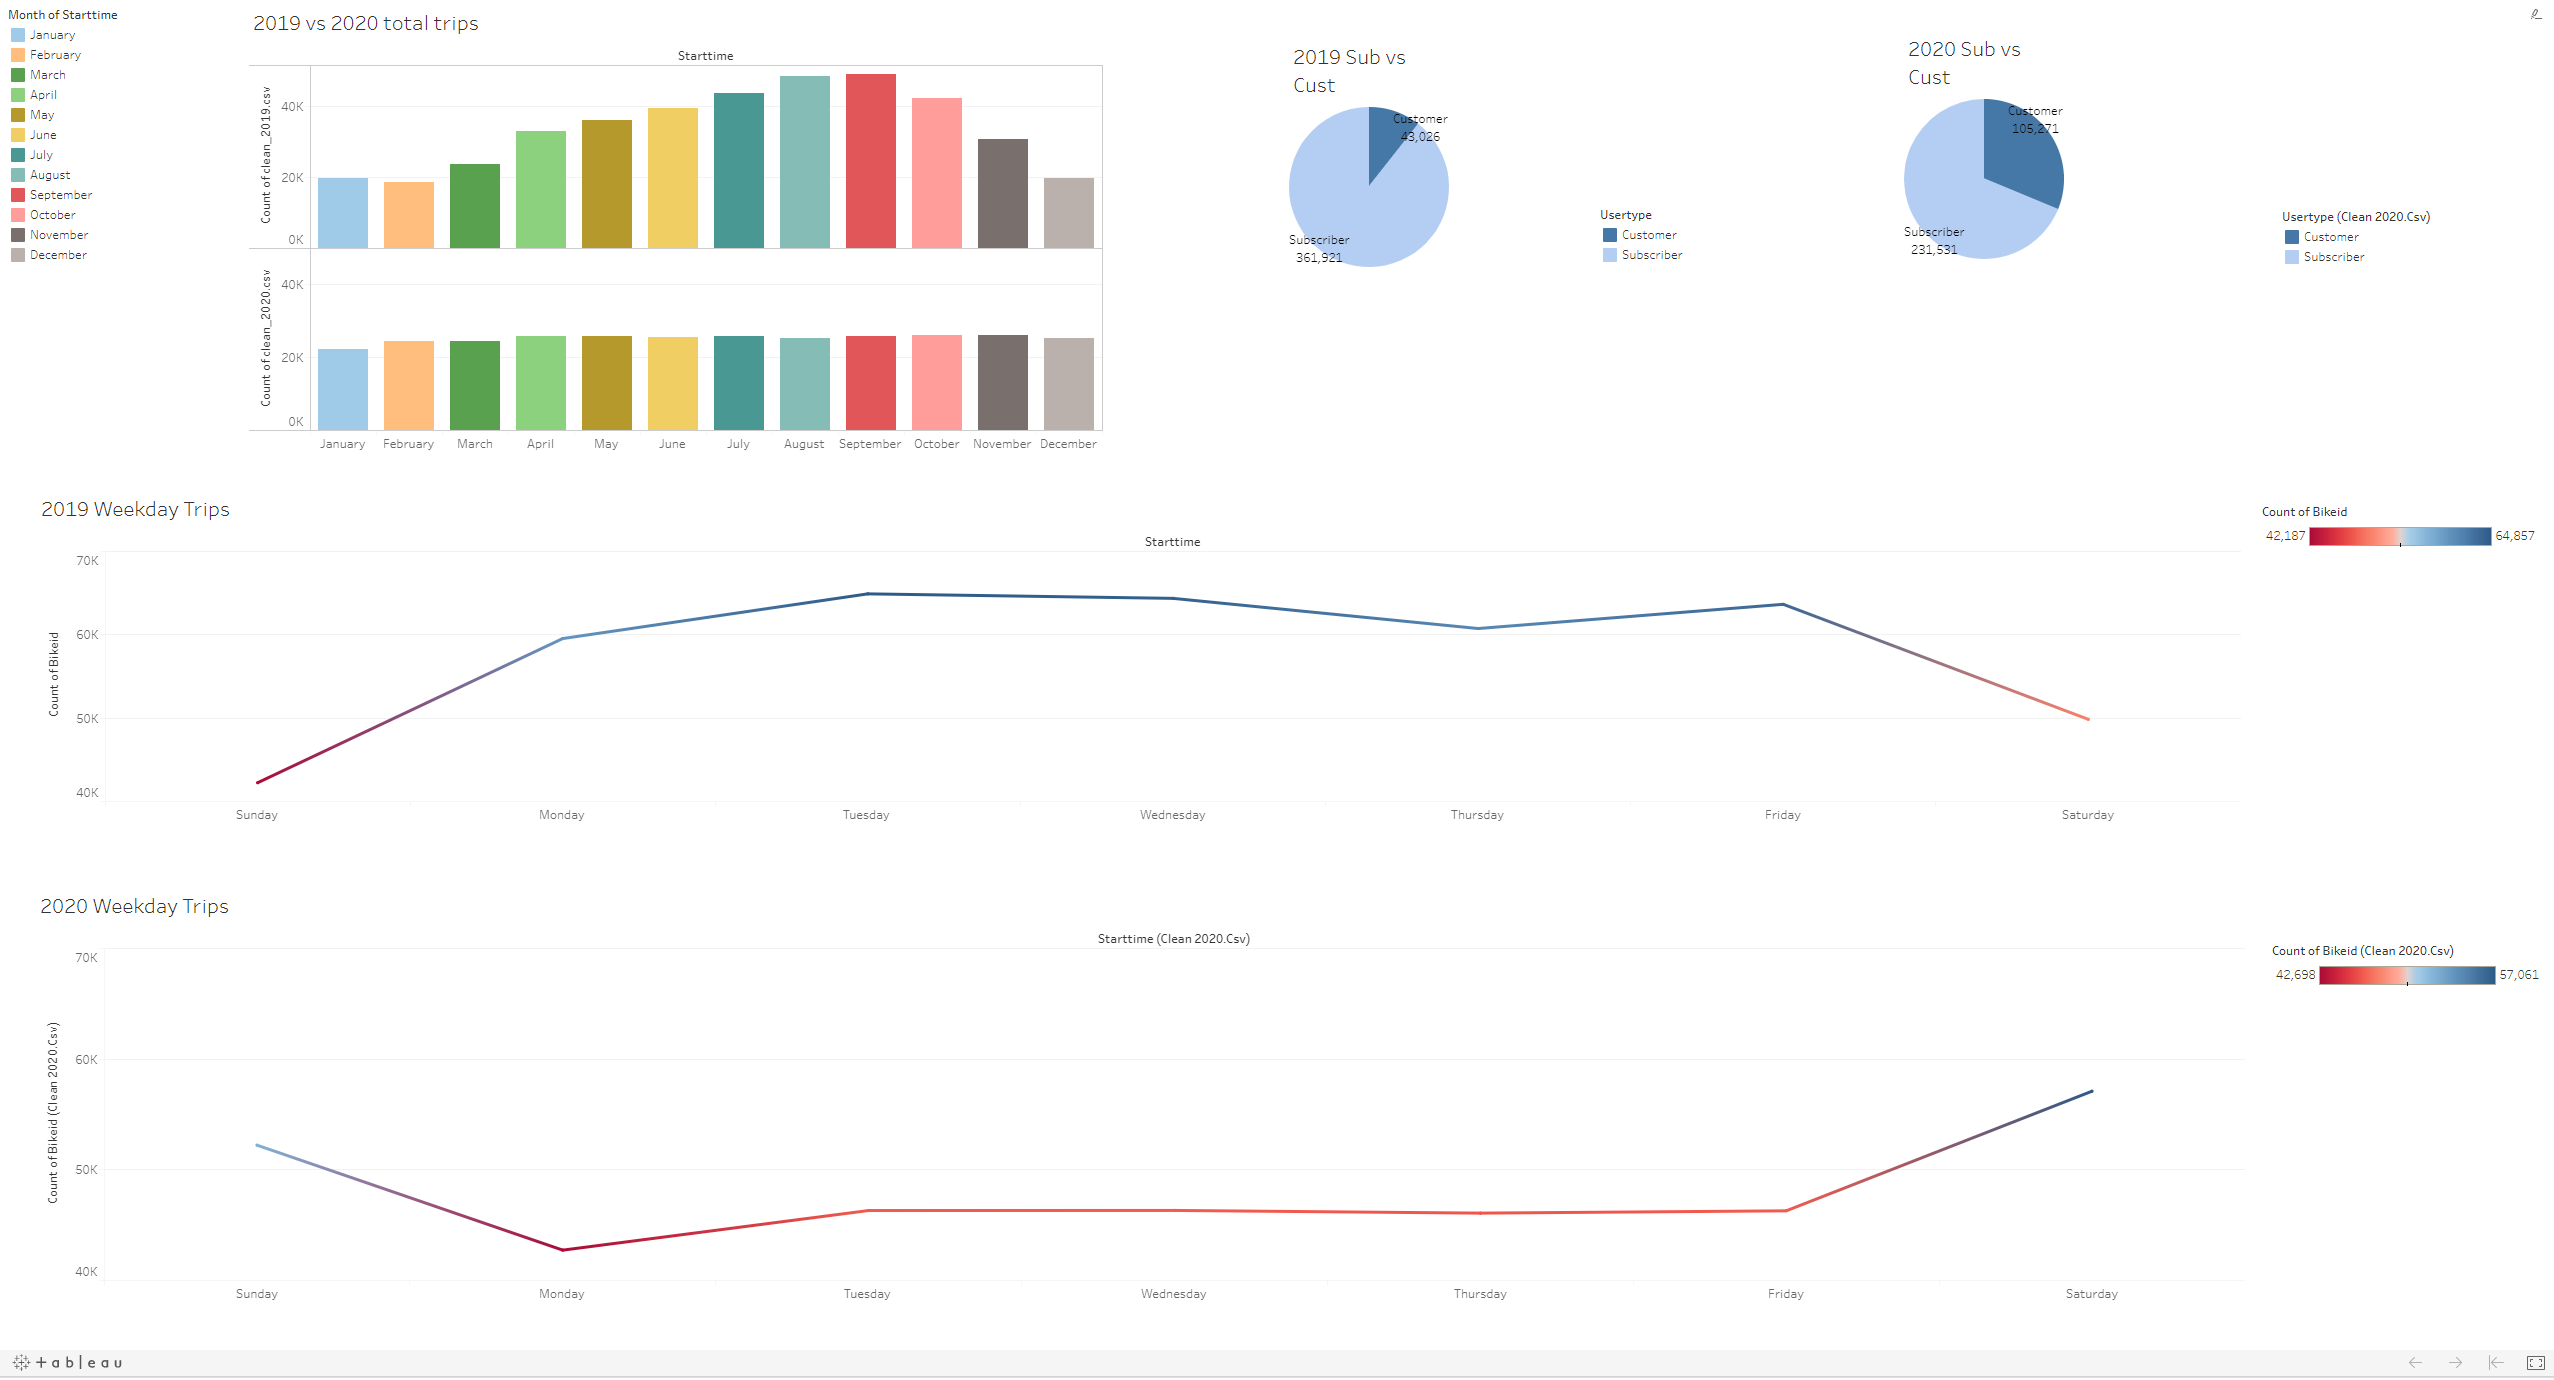 Month of Starttime
January
February
March
April
May
June
July
August
September
October
November
December
2019 vs 2020 total trips
Starttime
Count of clean_2019.csv
40K
20K
0K
Count of clean_2020.csv
40K
20K
0K
January February March April May June July August September October November December
2019 Sub vs
Cust
Customer
43,026
Subscriber
361,921
Usertype
Customer
Subscriber
2020 Sub vs
Cust
Customer
105,271
Subscriber
231,531
Usertype (Clean 2020.Csv)
Customer
Subscriber
2019 Weekday Trips
Starttime
Count of Bikeid
70K
60K
50K
40K
Sunday Monday Tuesday Wednesday Thursday Friday Saturday
Count of Bikeid
42,187 64,857
2020 Weekday Trips
Starttime (Clean 2020.Csv)
Count of Bikeid (Clean 2020.Csv)
70K
60K
50K
40K
Sunday Monday Tuesday Wednesday Thursday Friday Saturday
Count of Bikeid (Clean 2020.Csv)
42,698 57,061
+ableau